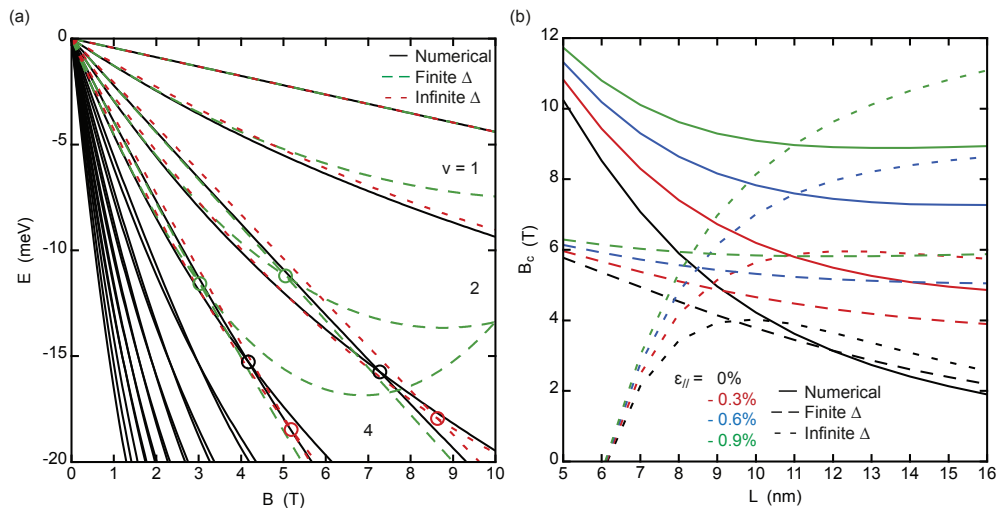 (a)
0
-5
-10
-15
-20
E (meV)
0 1 2 3 4 5 6 7 8 9 10
B (T)
Numerical
Finite Δ
Infinite Δ
ν = 1
2
4
(b)
12
10
8
6
4
2
0
B_c (T)
5 6 7 8 9 10 11 12 13 14 15 16
L (nm)
ε_// = 0%
- 0.3%
- 0.6%
- 0.9%
Numerical
Finite Δ
Infinite Δ